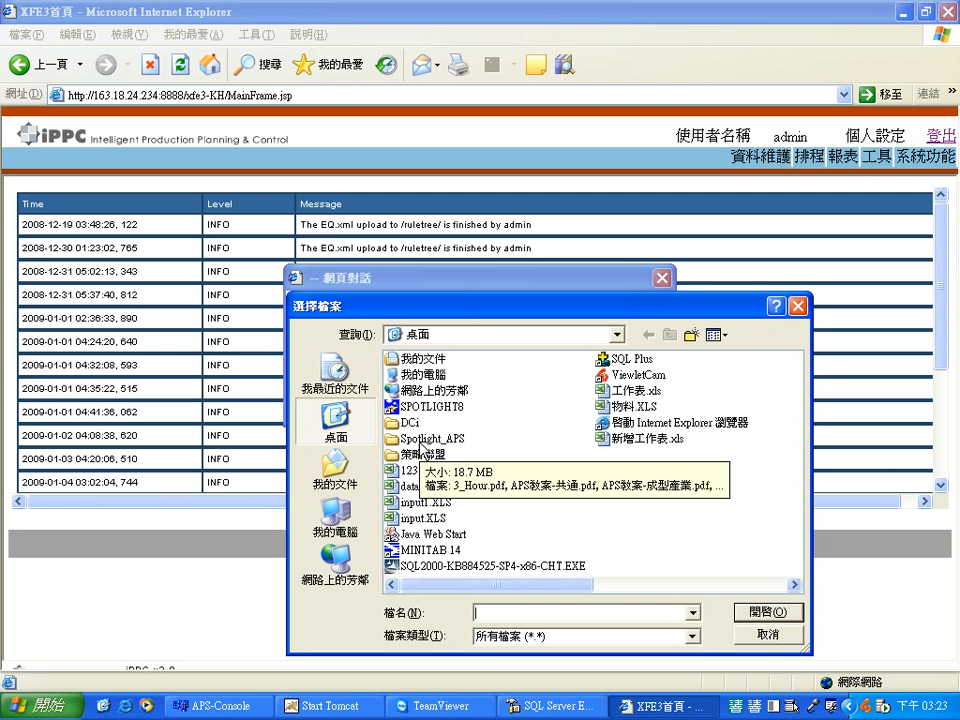 XFE3首頁 - Microsoft Internet Explorer
檔案(F) 編輯(E) 檢視(V) 我的最愛(A) 工具(T) 說明(H)
上一頁 搜尋 我的最愛
網址(D) http://163.18.24.234:8888/xfe3-KH/MainFrame.jsp 移至 連結 »
iPPC Intelligent Production Planning & Control 使用者名稱 admin 個人設定 登出
資料維護 排程 報表 工具 系統功能
Time Level Message
2008-12-19 03:48:26, 122 INFO The EQ.xml upload to /ruletree/ is finished by admin
2008-12-30 01:23:02, 765 INFO The EQ.xml upload to /ruletree/ is finished by admin
2008-12-31 05:02:13, 343 INFO
2008-12-31 05:37:40, 812 INFO
2009-01-01 02:36:33, 890 INFO
2009-01-01 04:24:20, 640 INFO
2009-01-01 04:32:08, 593 INFO
2009-01-01 04:35:22, 515 INFO
2009-01-01 04:41:36, 062 INFO
2009-01-02 04:08:38, 620 INFO
2009-01-03 04:20:06, 510 INFO
2009-01-04 03:02:04, 744 INFO
-- 網頁對話
選擇檔案
查詢(I): 桌面
我最近的文件
桌面
我的文件
我的電腦
網路上的芳鄰
我的文件
我的電腦
網路上的芳鄰
SPOTLIGHT8
DCi
Spotlight_APS
策略聯盟
123
data
input1.XLS
input.XLS
Java Web Start
MINITAB 14
SQL2000-KB884525-SP4-x86-CHT.EXE
SQL Plus
ViewletCam
工作表.xls
物料.XLS
啟動 Internet Explorer 瀏覽器
新增工作表.xls
大小: 18.7 MB
檔案: 3_Hour.pdf, APS教案-共通.pdf, APS教案-成型產業.pdf, ...
檔名(N): 開啟(O)
檔案類型(T): 所有檔案 (*.*) 取消
網際網路
開始 APS-Console Start Tomcat TeamViewer SQL Server E... XFE3首頁 - ... 下午 03:23